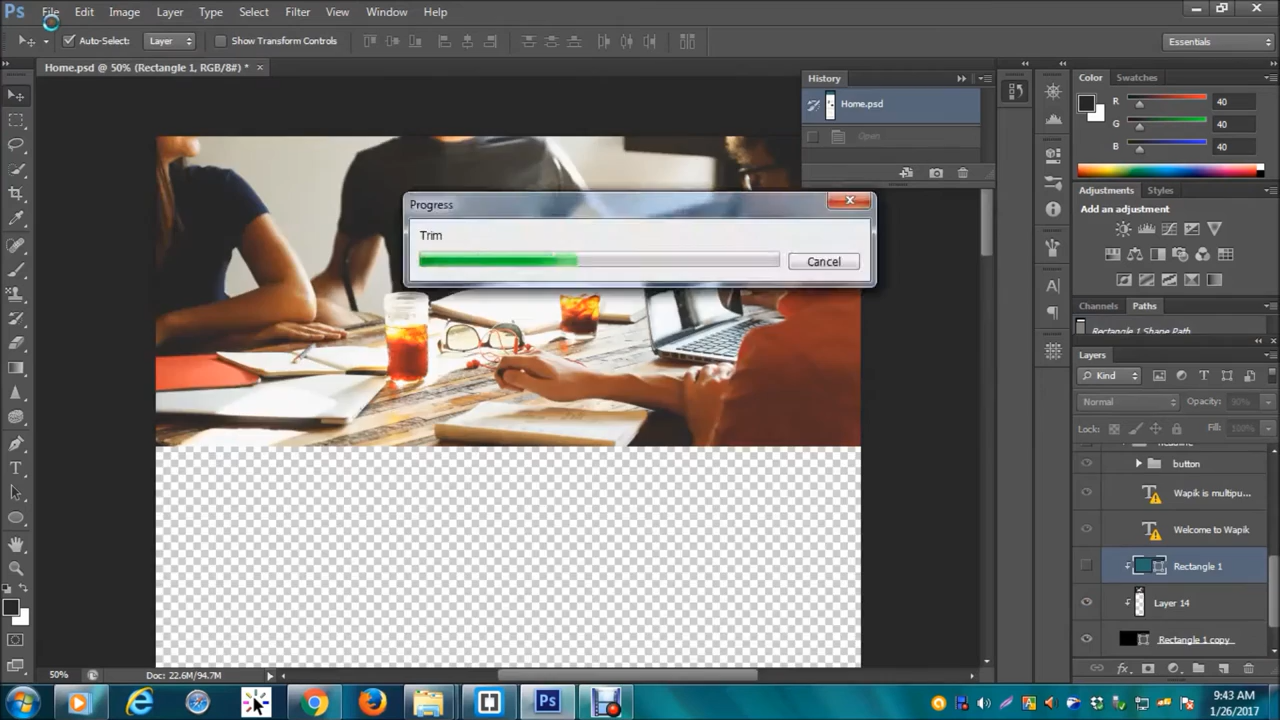 Ps File Edit Image Layer Type Select Filter View Window Help
Auto-Select: Layer Show Transform Controls Essentials
Home.psd @ 50% (Rectangle 1, RGB/8#) * ×
History
Home.psd
Open
Progress
Trim
Cancel
Color Swatches
R 40
G 40
B 40
Adjustments Styles
Add an adjustment
Channels Paths
Rectangle 1 Shape Path
Layers
Kind
Normal Opacity: 90%
Lock: Fill: 100%
button
Wapik is multipu...
Welcome to Wapik
Rectangle 1
Layer 14
Rectangle 1 copy
50% Doc: 22.6M/94.7M
Ps
9:43 AM
1/26/2017